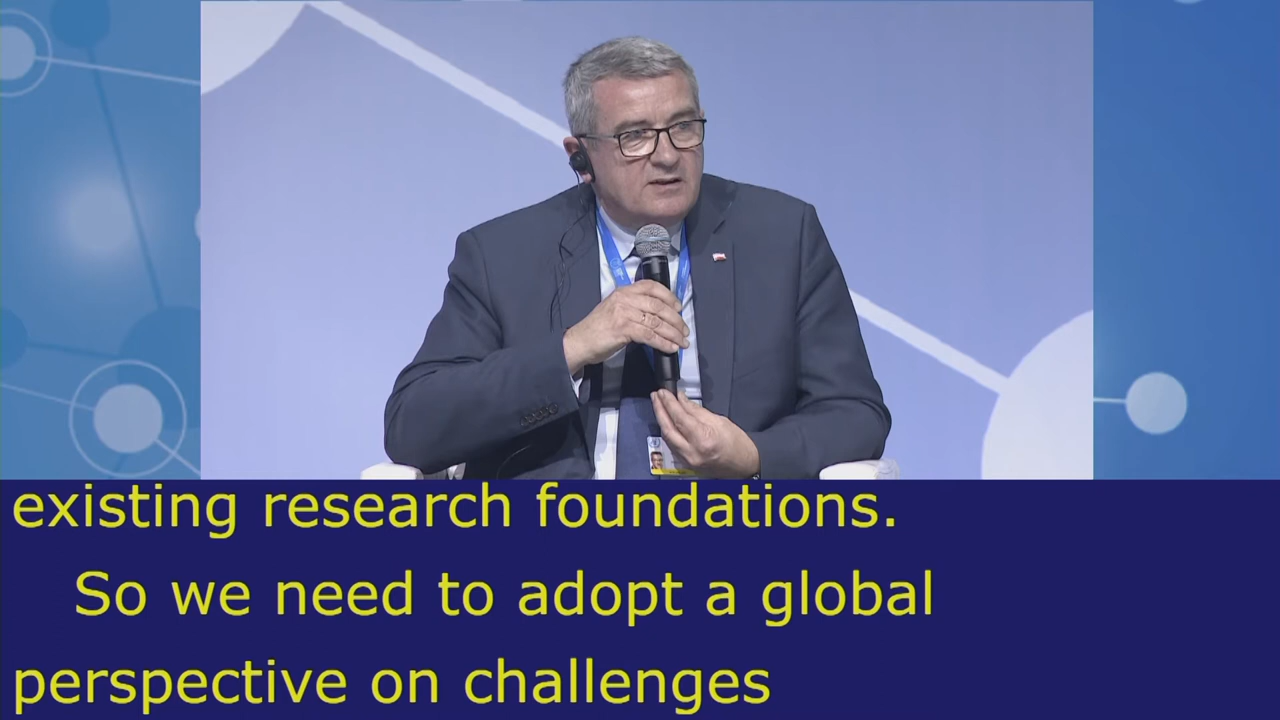 existing research foundations.
So we need to adopt a global
perspective on challenges